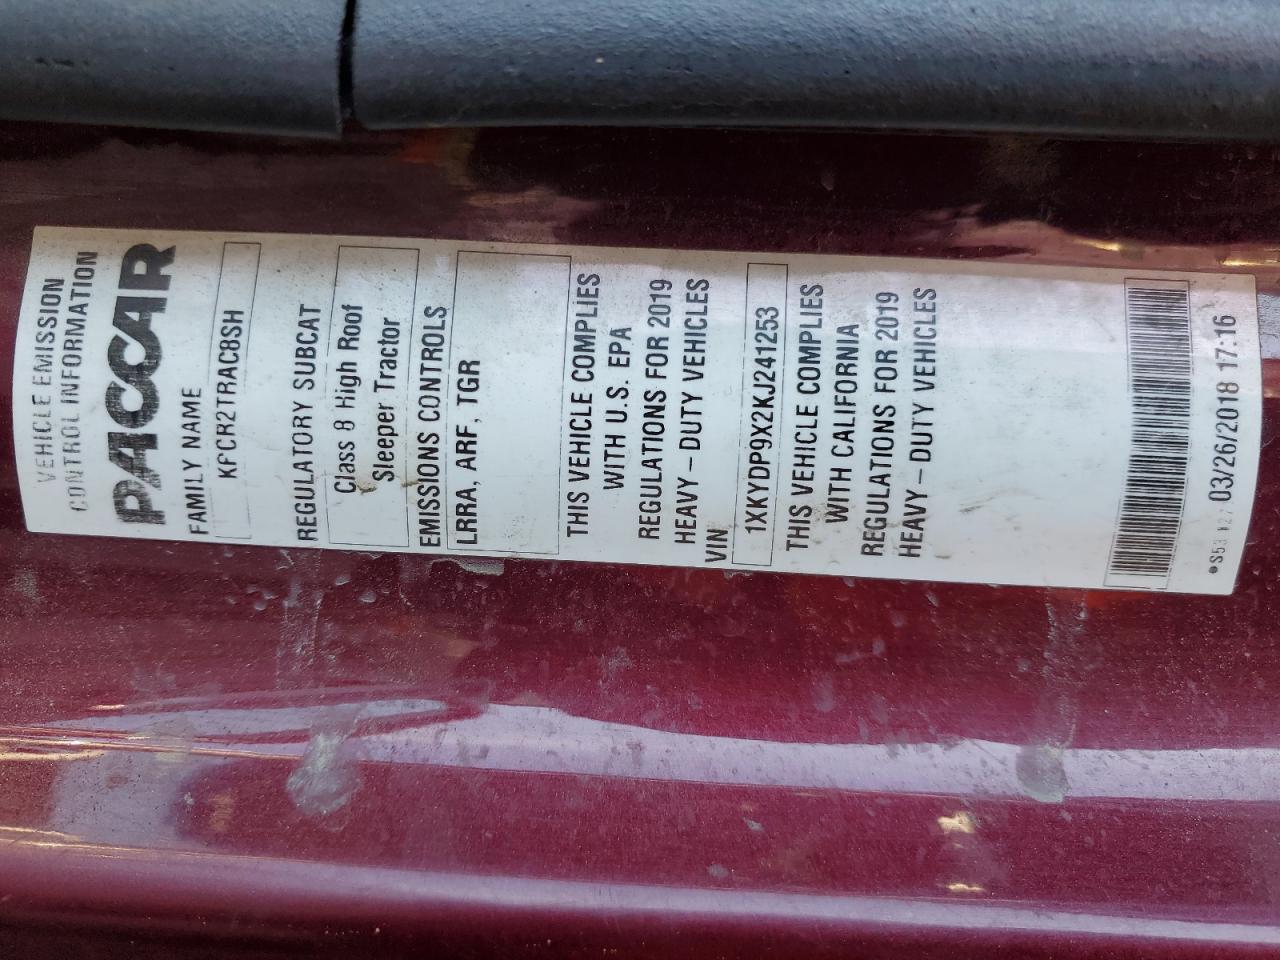 VEHICLE EMISSION
CONTROL INFORMATION
PACCAR
FAMILY NAME
KPCR2TRAC8SH
REGULATORY SUBCAT
Class 8 High Roof
Sleeper Tractor
EMISSIONS CONTROLS
LRRA, ARF, TGR
THIS VEHICLE COMPLIES
WITH U.S. EPA
REGULATIONS FOR 2019
HEAVY – DUTY VEHICLES
VIN
1XKYDP9X2KJ241253
THIS VEHICLE COMPLIES
WITH CALIFORNIA
REGULATIONS FOR 2019
HEAVY – DUTY VEHICLES
03/26/2018 17:16